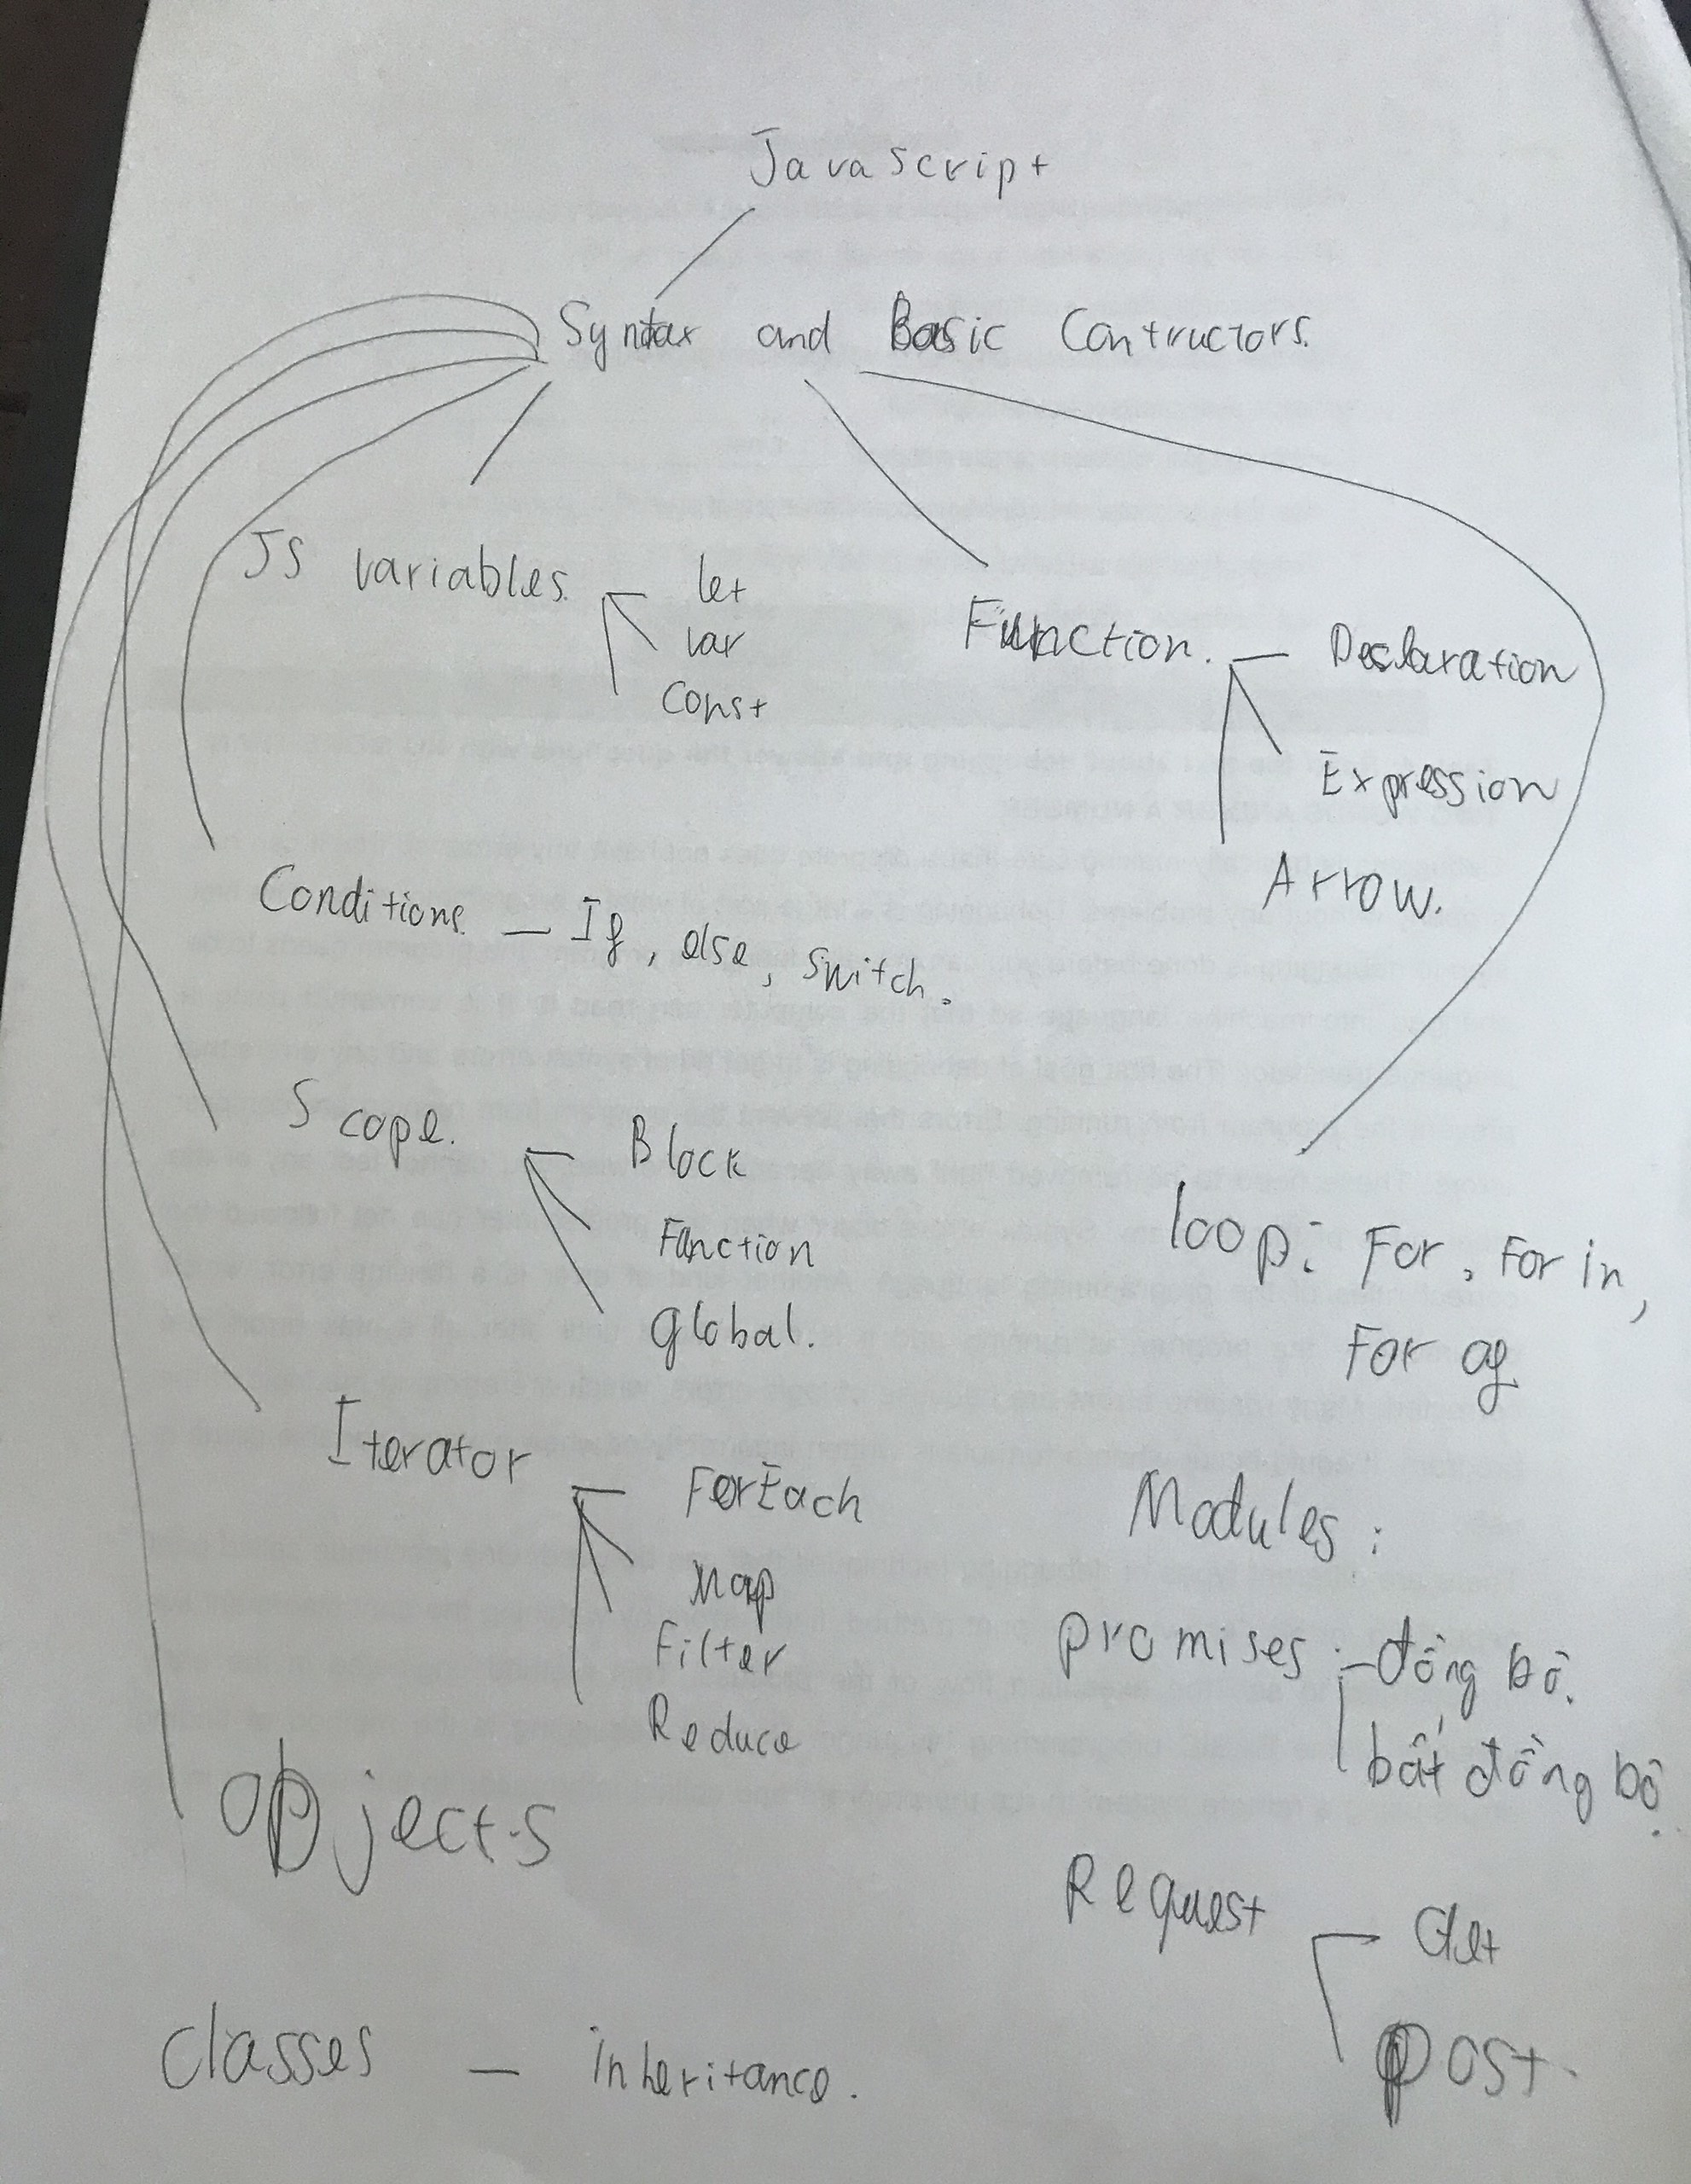 Javascript
Syntax and Basic Contructors.
JS variables. let
var
const
Function. Declaration
Expression
Arrow.
Conditions — If, else, switch.
Scope. Block
Function
global.
loop: For, For in,
For of
Iterator ForEach
Map
Filter
Reduce
Modules:
promises: đồng bộ.
bất đồng bộ
Objects
Request Get
post.
classes — inheritance.